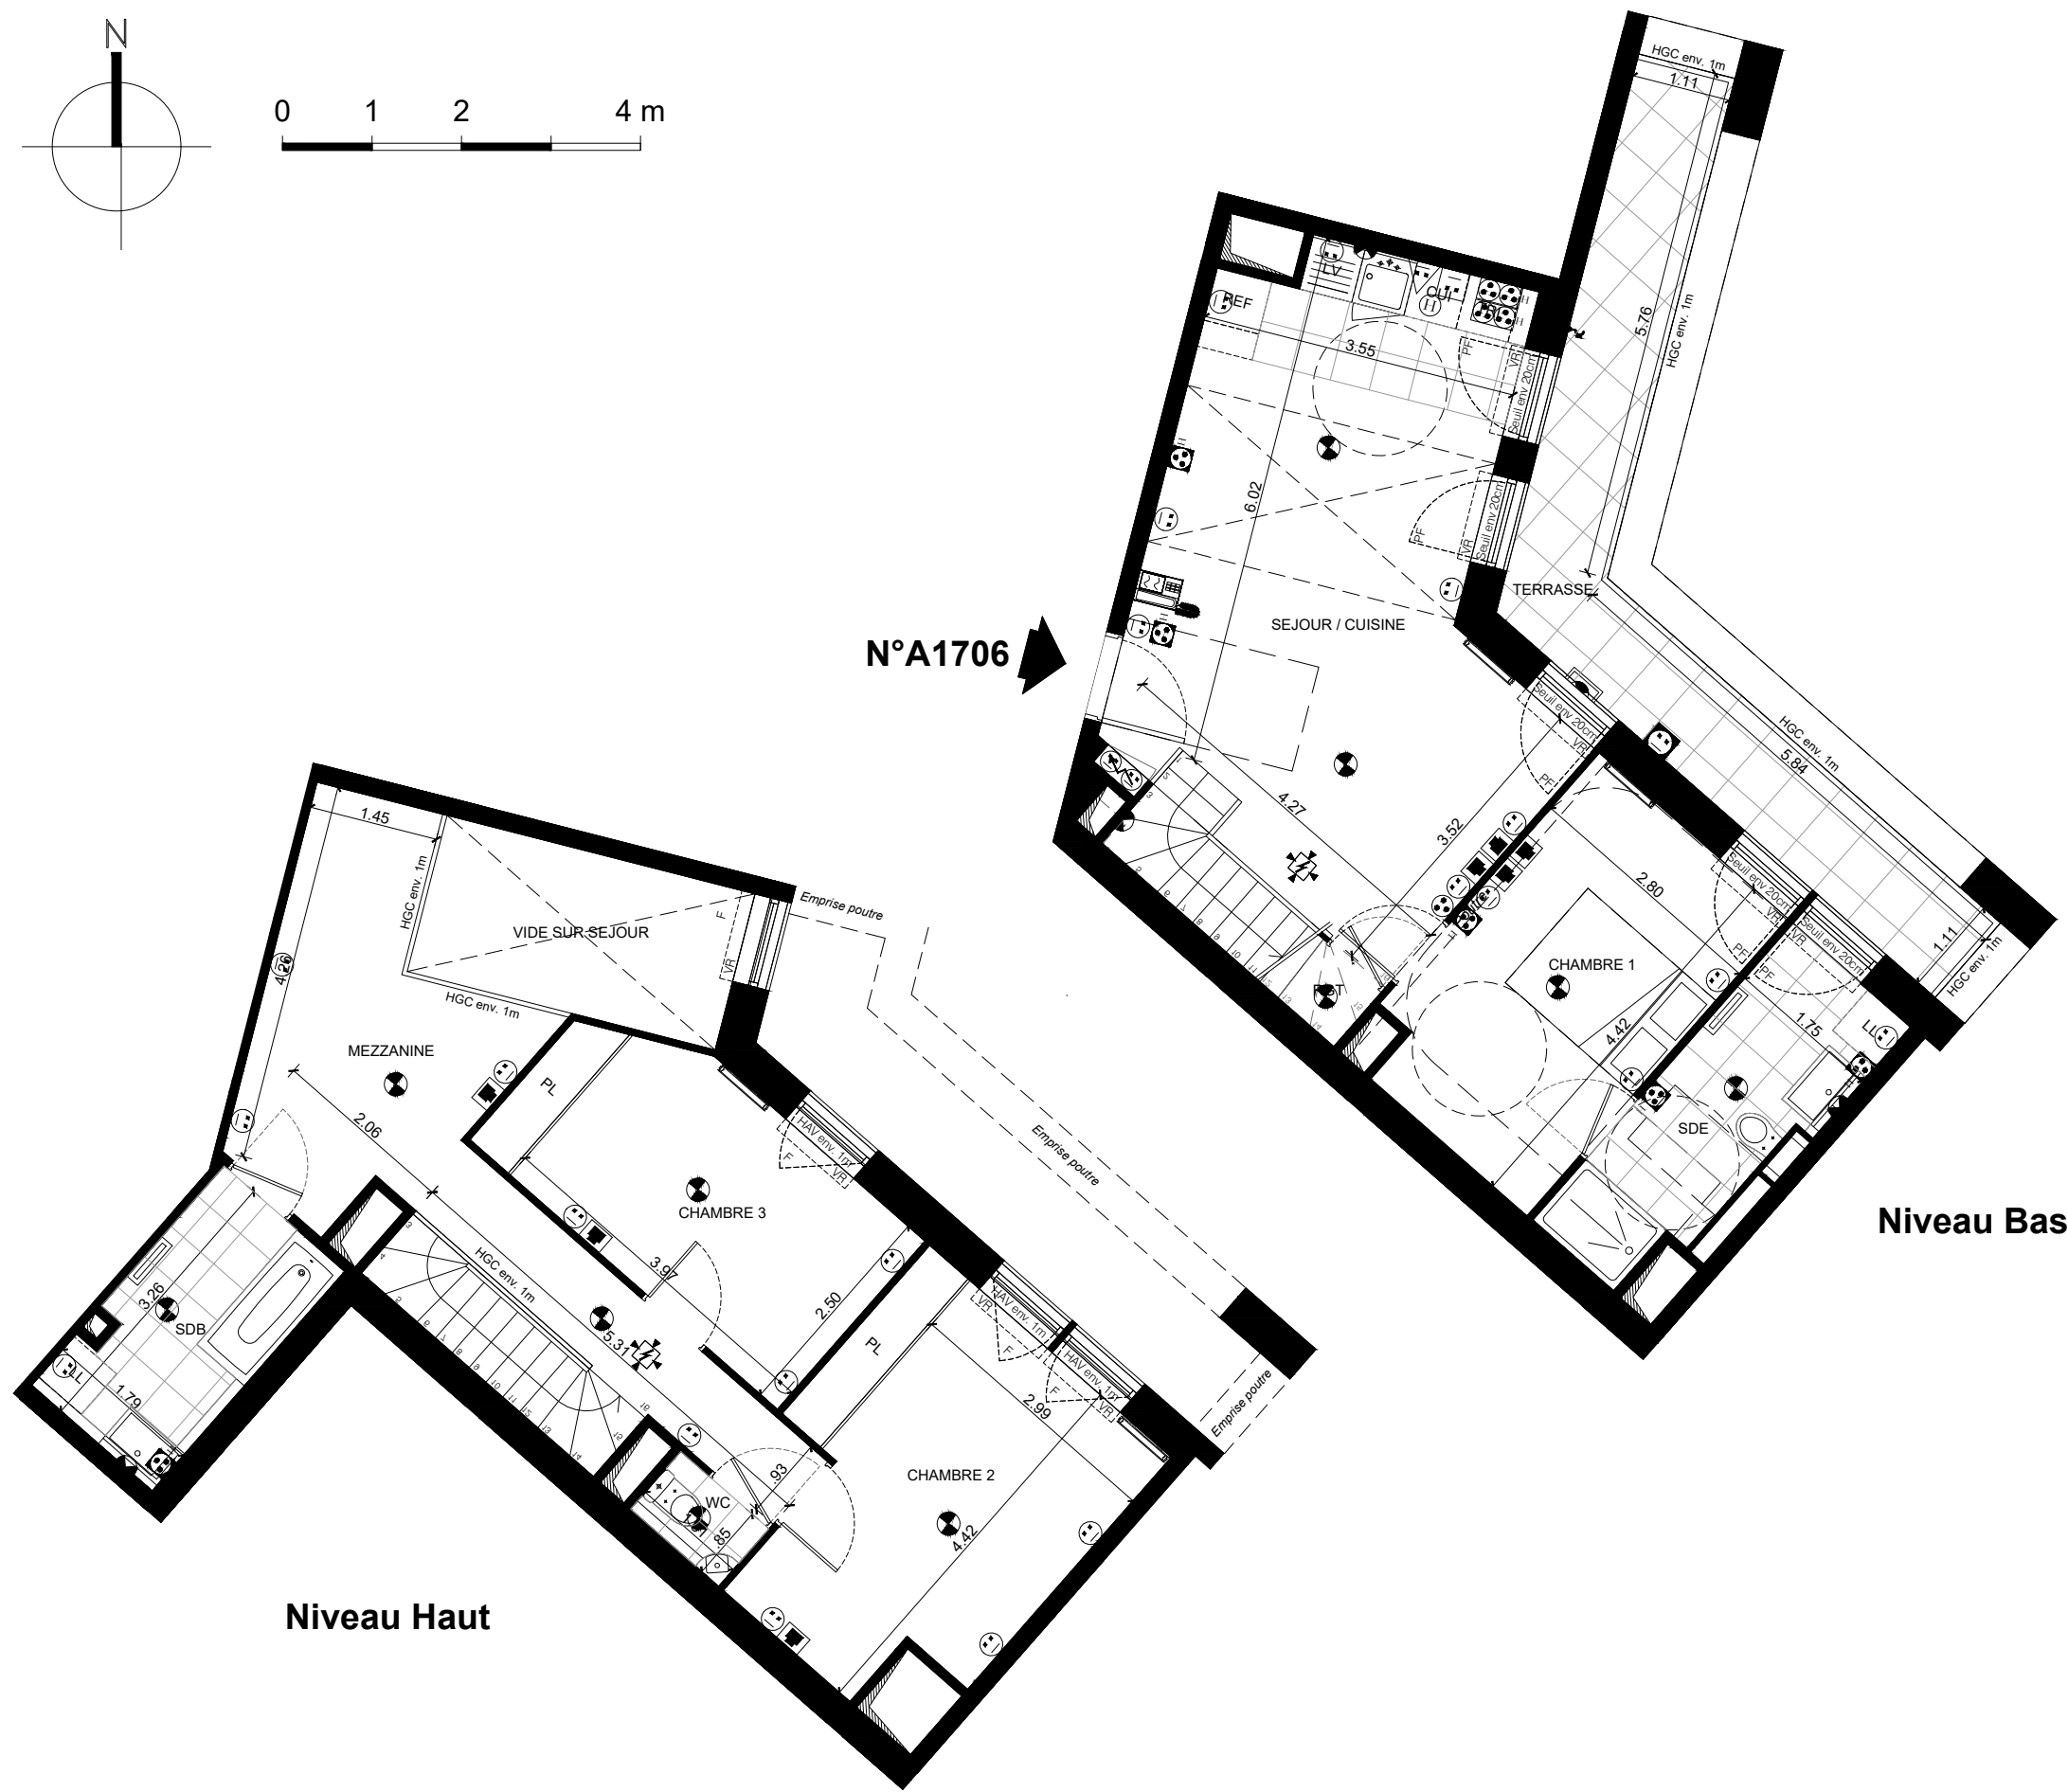 N
0 1 2 4 m
HGC env. 1m
1.11
5.76
HGC env. 1m
REF
LV
CUI
3.55
PF
VR
Seuil env 20cm
6.02
PF
VR
Seuil env 20cm
TERRASSE
SEJOUR / CUISINE
N°A1706
Seuil env 20cm
VR
PF
HGC env. 1m
5.84
4.27
3.52
2.80
Seuil env 20cm
VR
PF
Seuil env 20cm
VR
PF
1.11
HGC env. 1m
CHAMBRE 1
4.42
1.75
LL
SDE
Niveau Bas
1.45
HGC env. 1m
4.26
VIDE SUR SEJOUR
F
VR
Emprise poutre
HGC env. 1m
MEZZANINE
PL
2.06
HAV env. 1m
F
VR
Emprise poutre
CHAMBRE 3
3.97
HGC env. 1m
3.26
SDB
5.31
2.50
PL
LL
1.79
HAV env. 1m
VR
F
HAV env. 1m
F
VR
2.99
Emprise poutre
.93
WC
.85
CHAMBRE 2
4.42
Niveau Haut